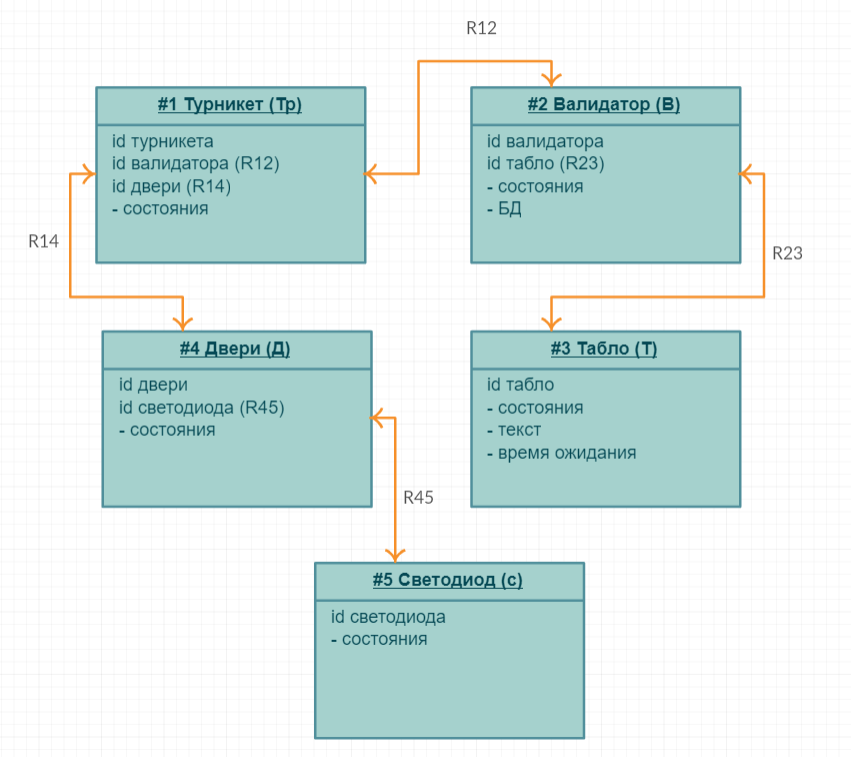 R12
#1 Турникет (Тр)
id турникета
id валидатора (R12)
id двери (R14)
- состояния
#2 Валидатор (В)
id валидатора
id табло (R23)
- состояния
- БД
R14
R23
#4 Двери (Д)
id двери
id светодиода (R45)
- состояния
#3 Табло (Т)
id табло
- состояния
- текст
- время ожидания
R45
#5 Светодиод (с)
id светодиода
- состояния